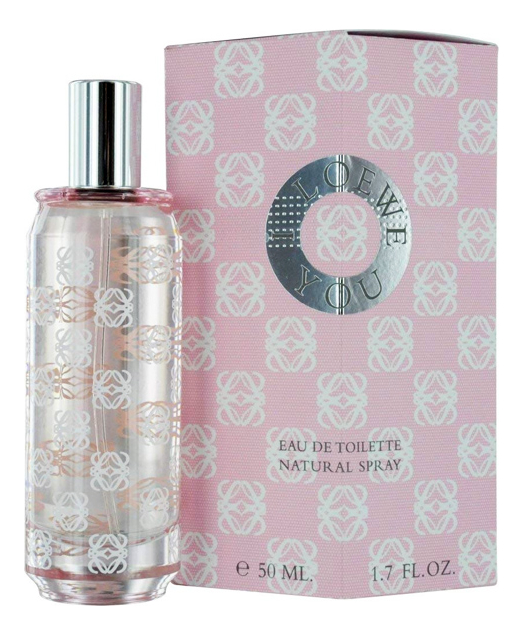 I LOEWE
YOU
EAU DE TOILETTE
NATURAL SPRAY
℮ 50 ML. 1.7 FL.OZ.